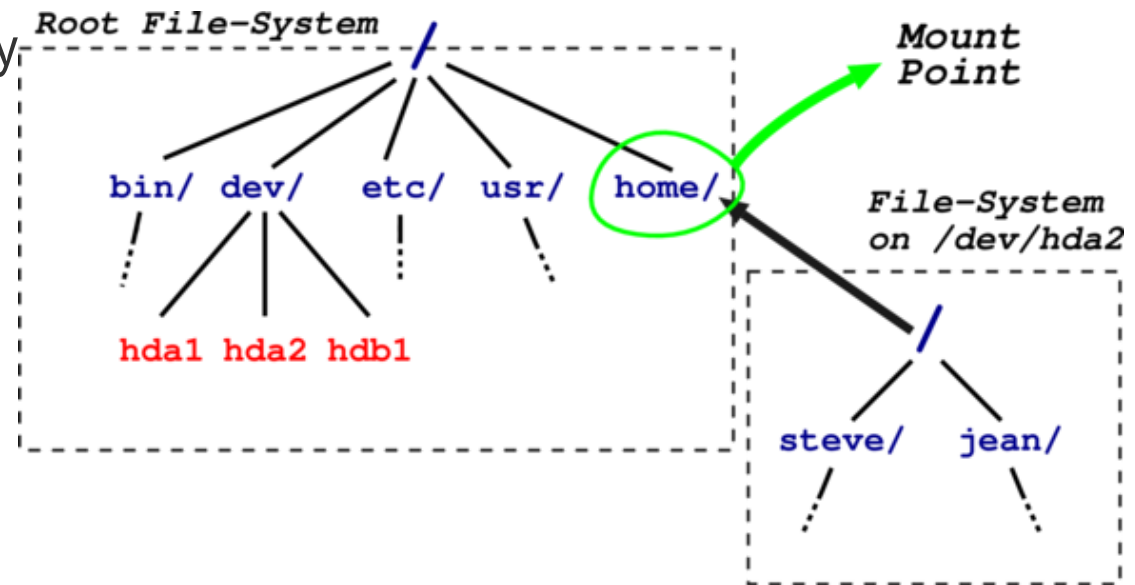 Root File-System
y
/
Mount
Point
bin/ dev/ etc/ usr/ home/
File-System
on /dev/hda2
hda1 hda2 hdb1
/
steve/ jean/